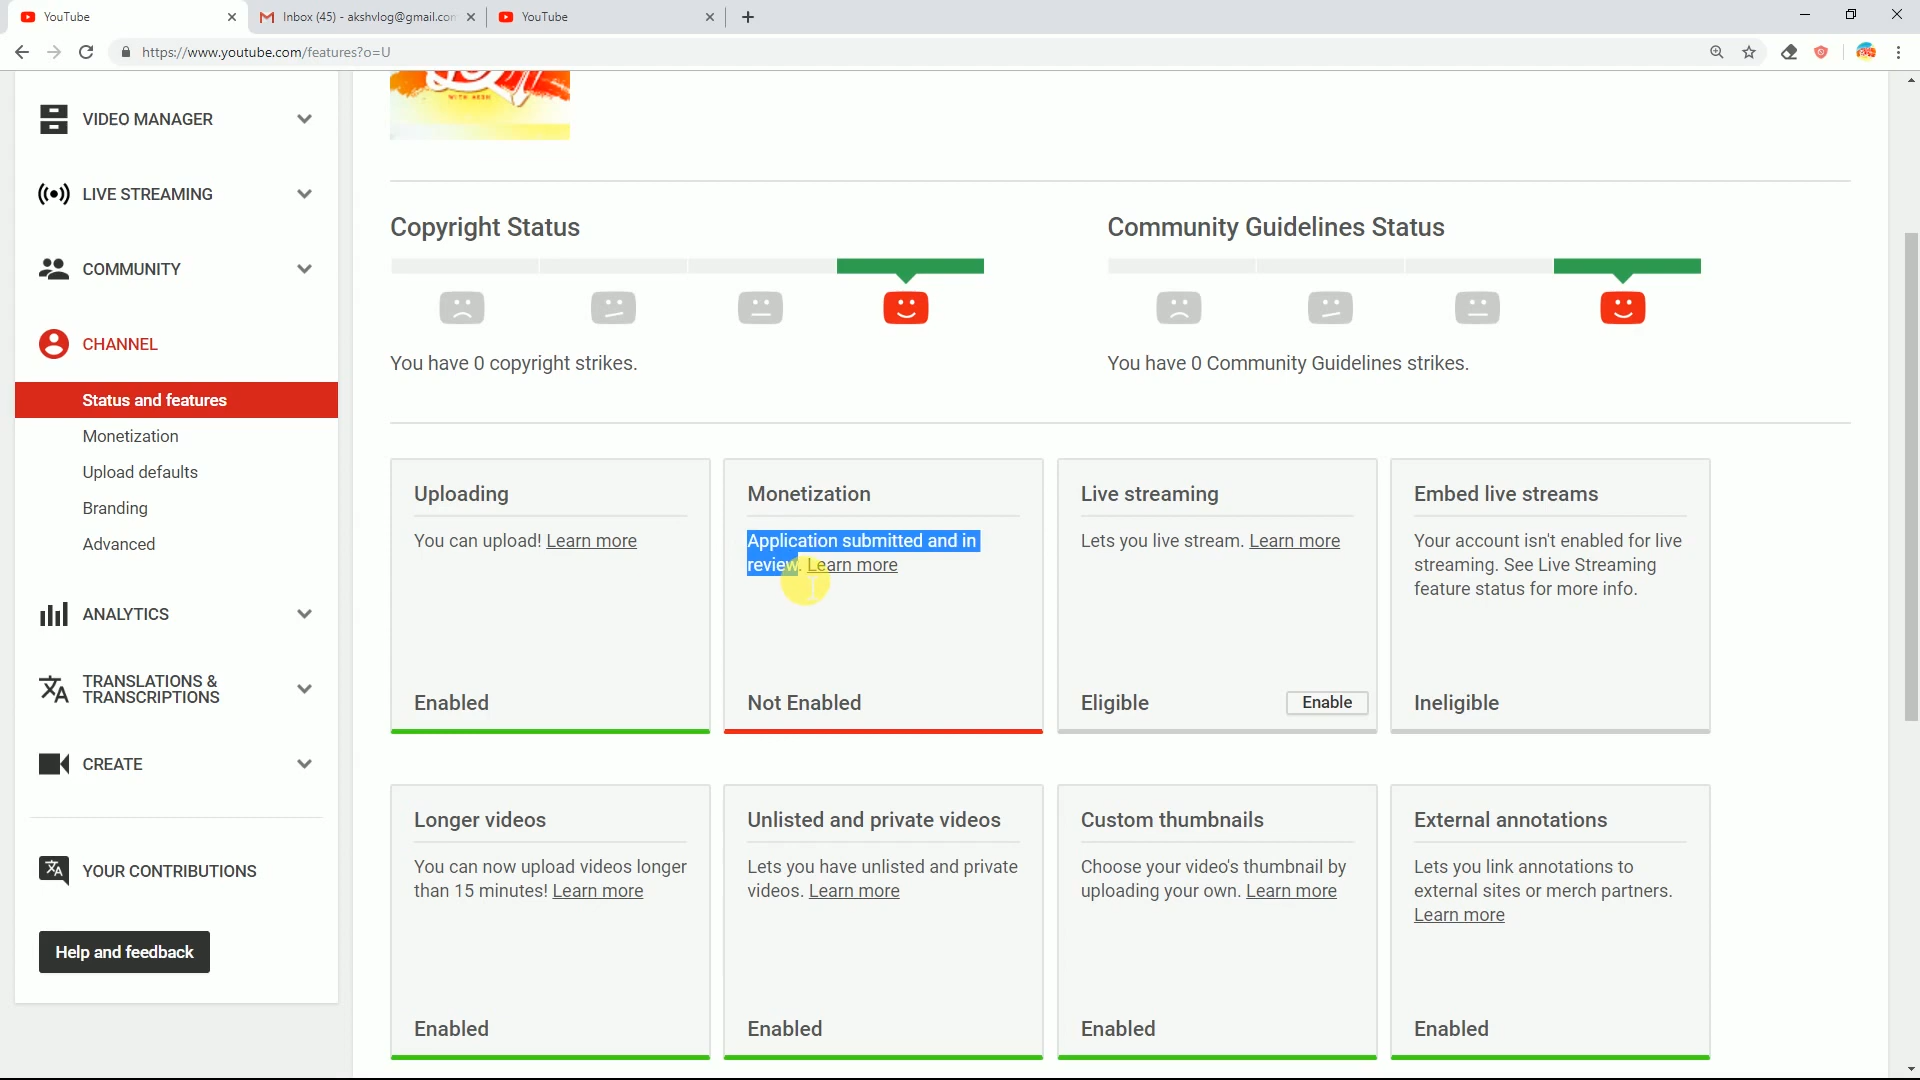 YouTube
Inbox (45) - akshvlog@gmail.com
YouTube
https://www.youtube.com/features?o=U
WITH AKSH
VIDEO MANAGER
LIVE STREAMING
COMMUNITY
CHANNEL
Status and features
Monetization
Upload defaults
Branding
Advanced
ANALYTICS
TRANSLATIONS &
TRANSCRIPTIONS
CREATE
YOUR CONTRIBUTIONS
Help and feedback
Copyright Status
You have 0 copyright strikes.
Community Guidelines Status
You have 0 Community Guidelines strikes.
Uploading
You can upload! Learn more
Enabled
Monetization
Application submitted and in
review. Learn more
Not Enabled
Live streaming
Lets you live stream. Learn more
Eligible
Enable
Embed live streams
Your account isn't enabled for live
streaming. See Live Streaming
feature status for more info.
Ineligible
Longer videos
You can now upload videos longer
than 15 minutes! Learn more
Enabled
Unlisted and private videos
Lets you have unlisted and private
videos. Learn more
Enabled
Custom thumbnails
Choose your video's thumbnail by
uploading your own. Learn more
Enabled
External annotations
Lets you link annotations to
external sites or merch partners.
Learn more
Enabled